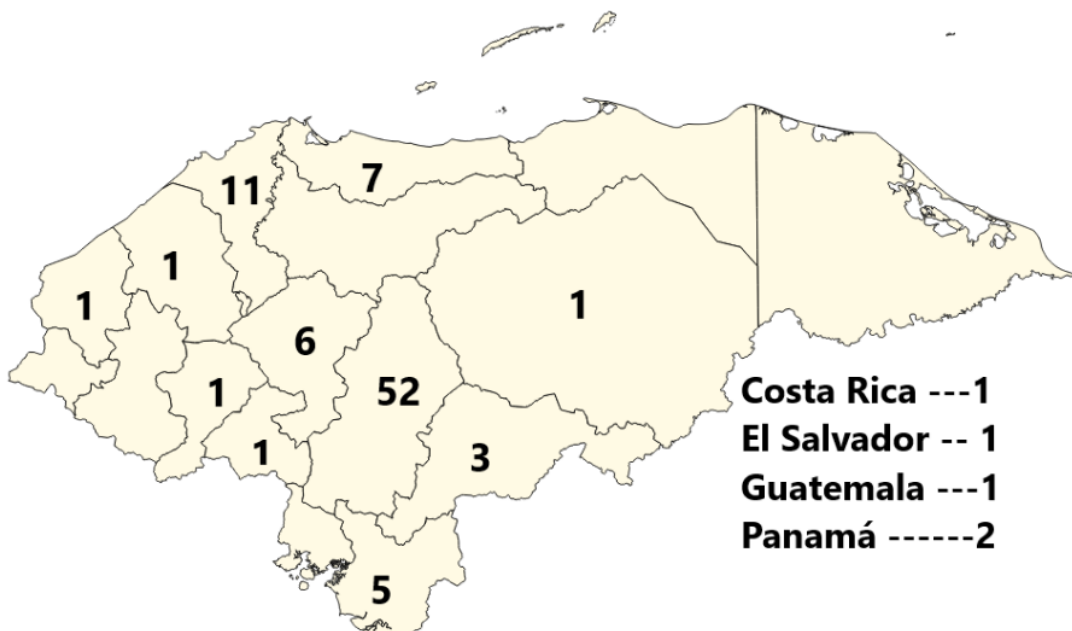 7
11
1
1
1
6
52
1
1
3
5
Costa Rica ---1
El Salvador -- 1
Guatemala ---1
Panamá ------2